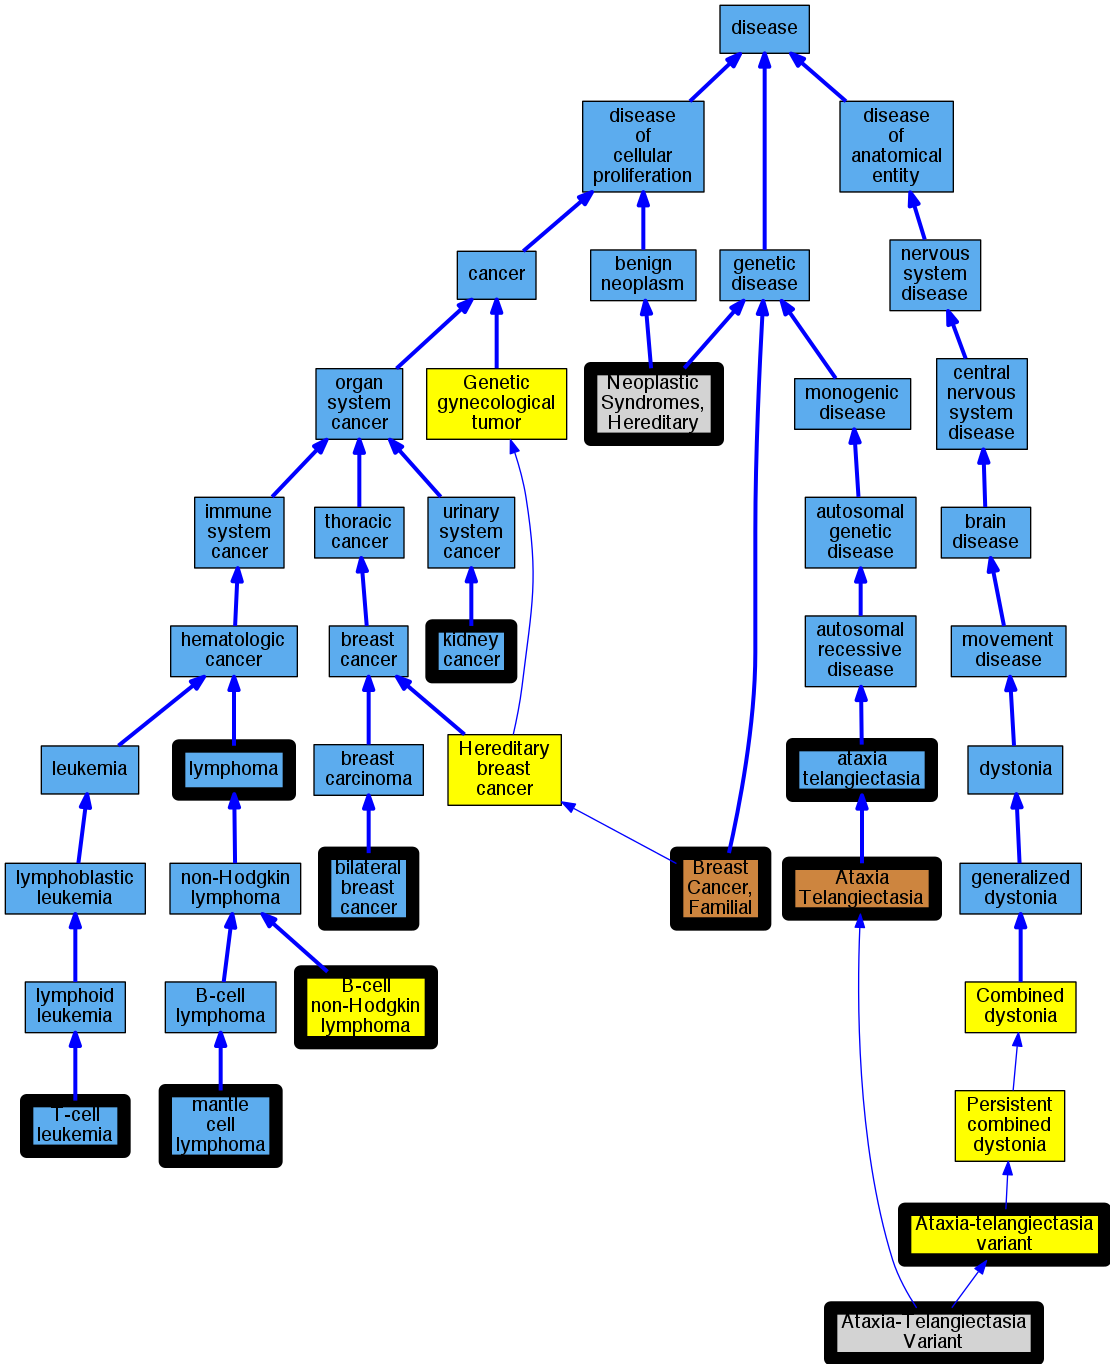 disease
disease
of
cellular
proliferation
disease
of
anatomical
entity
cancer
benign
neoplasm
genetic
disease
nervous
system
disease
organ
system
cancer
Genetic
gynecological
tumor
Neoplastic
Syndromes,
Hereditary
monogenic
disease
central
nervous
system
disease
immune
system
cancer
thoracic
cancer
urinary
system
cancer
autosomal
genetic
disease
brain
disease
hematologic
cancer
breast
cancer
kidney
cancer
autosomal
recessive
disease
movement
disease
leukemia
lymphoma
breast
carcinoma
Hereditary
breast
cancer
ataxia
telangiectasia
dystonia
lymphoblastic
leukemia
non-Hodgkin
lymphoma
bilateral
breast
cancer
Breast
Cancer,
Familial
Ataxia
Telangiectasia
generalized
dystonia
lymphoid
leukemia
B-cell
lymphoma
B-cell
non-Hodgkin
lymphoma
Combined
dystonia
T-cell
leukemia
mantle
cell
lymphoma
Persistent
combined
dystonia
Ataxia-telangiectasia
variant
Ataxia-Telangiectasia
Variant